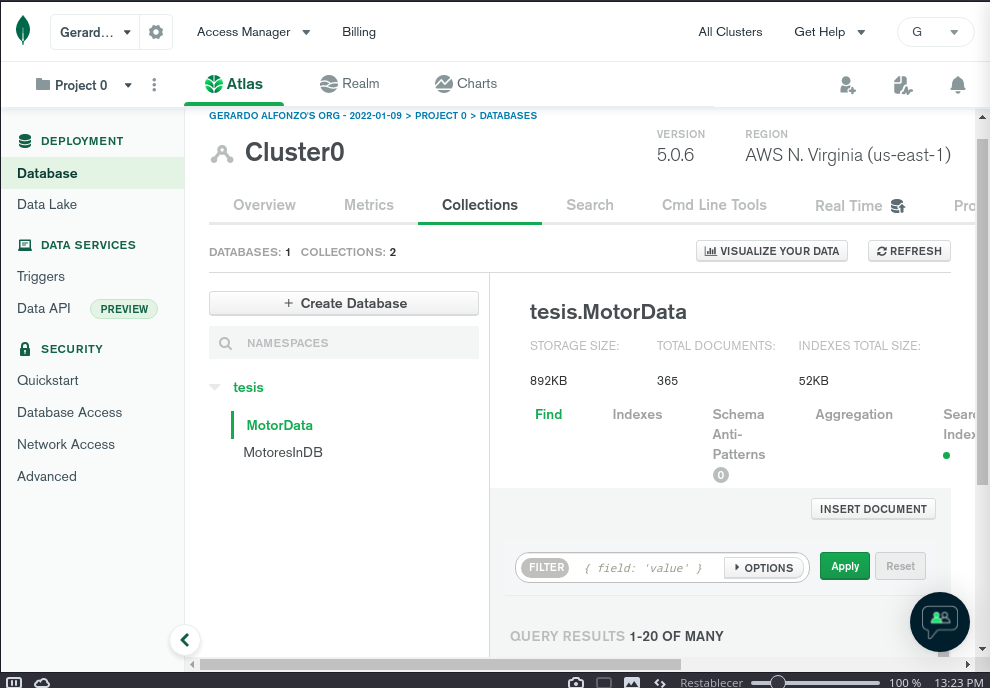 Gerard...
Access Manager
Billing
All Clusters
Get Help
G
Project 0
Atlas
Realm
Charts
GERARDO ALFONZO'S ORG - 2022-01-09 > PROJECT 0 > DATABASES
DEPLOYMENT
Database
Data Lake
DATA SERVICES
Triggers
Data API
PREVIEW
SECURITY
Quickstart
Database Access
Network Access
Advanced
Cluster0
VERSION
5.0.6
REGION
AWS N. Virginia (us-east-1)
Overview
Metrics
Collections
Search
Cmd Line Tools
Real Time
Pro
DATABASES: 1 COLLECTIONS: 2
VISUALIZE YOUR DATA
REFRESH
+ Create Database
NAMESPACES
tesis
MotorData
MotoresInDB
tesis.MotorData
STORAGE SIZE:
TOTAL DOCUMENTS:
INDEXES TOTAL SIZE:
892KB
365
52KB
Find
Indexes
Schema
Anti-
Patterns
0
Aggregation
Sear
Index
INSERT DOCUMENT
FILTER
{ field: 'value' }
OPTIONS
Apply
Reset
QUERY RESULTS 1-20 OF MANY
Restablecer
100 %
13:23 PM